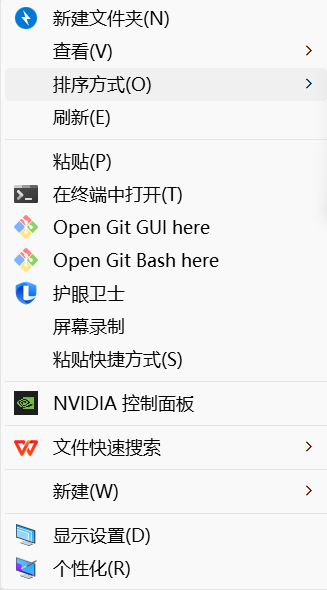 新建文件夹(N)
查看(V)
排序方式(O)
刷新(E)
粘贴(P)
在终端中打开(T)
Open Git GUI here
Open Git Bash here
护眼卫士
屏幕录制
粘贴快捷方式(S)
NVIDIA 控制面板
文件快速搜索
新建(W)
显示设置(D)
个性化(R)